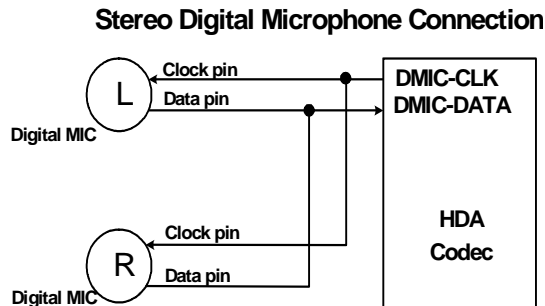 Stereo Digital Microphone Connection
Clock pin
DMIC-CLK
L
Data pin
DMIC-DATA
Digital MIC
HDA
Codec
Clock pin
R
Data pin
Digital MIC